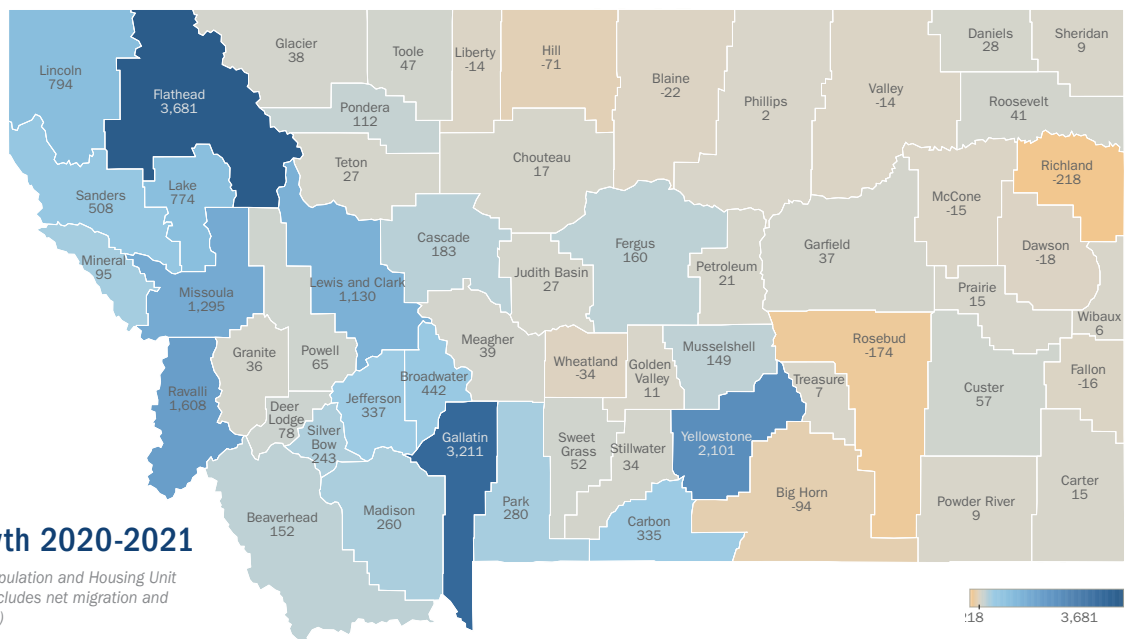 Glacier
38
Toole
47
Liberty
-14
Hill
-71
Blaine
-22
Phillips
2
Valley
-14
Daniels
28
Sheridan
9
Lincoln
794
Flathead
3,681
Pondera
112
Roosevelt
41
Teton
27
Chouteau
17
Richland
-218
Sanders
508
Lake
774
McCone
-15
Cascade
183
Fergus
160
Garfield
37
Dawson
-18
Mineral
95
Missoula
1,295
Lewis and Clark
1,130
Judith Basin
27
Petroleum
21
Prairie
15
Wibaux
6
Granite
36
Powell
65
Meagher
39
Wheatland
-34
Golden
Valley
11
Musselshell
149
Rosebud
-174
Fallon
-16
Ravalli
1,608
Deer
Lodge
78
Silver
Bow
243
Jefferson
337
Broadwater
442
Treasure
7
Custer
57
Gallatin
3,211
Sweet
Grass
52
Stillwater
34
Yellowstone
2,101
Beaverhead
152
Madison
260
Park
280
Carbon
335
Big Horn
-94
Powder River
9
Carter
15
th 2020-2021
pulation and Housing Unit
cludes net migration and
)
218
3,681